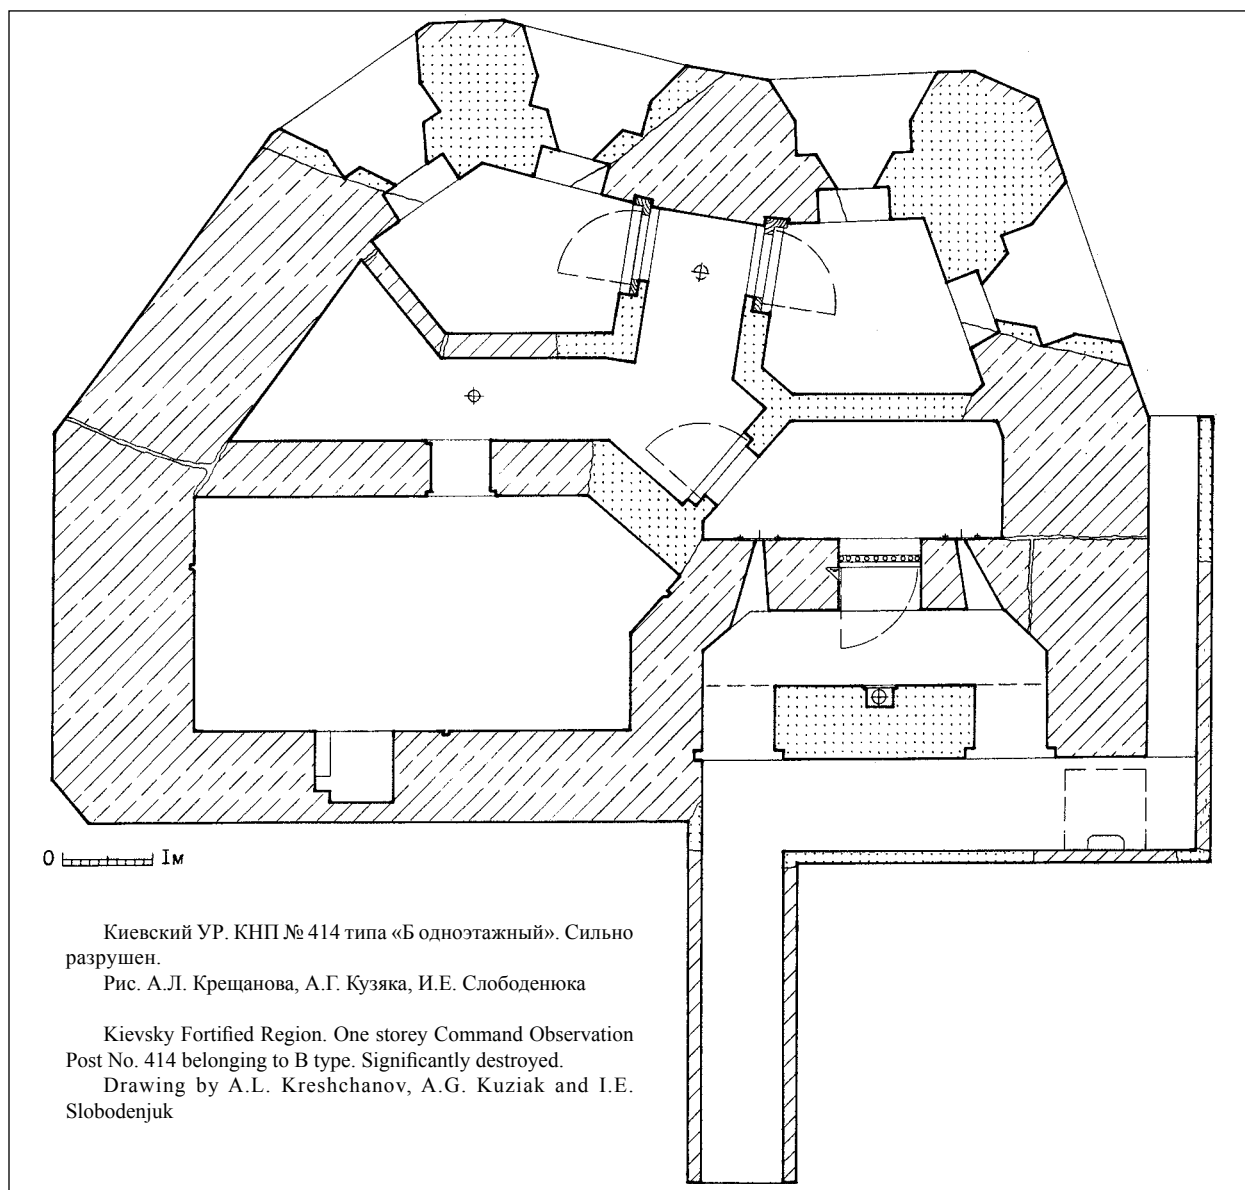 0 1м
Киевский УР. КНП № 414 типа «Б одноэтажный». Сильно
разрушен.
Рис. А.Л. Крещанова, А.Г. Кузяка, И.Е. Слободенюка
Kievsky Fortified Region. One storey Command Observation
Post No. 414 belonging to B type. Significantly destroyed.
Drawing by A.L. Kreshchanov, A.G. Kuziak and I.E.
Slobodenjuk